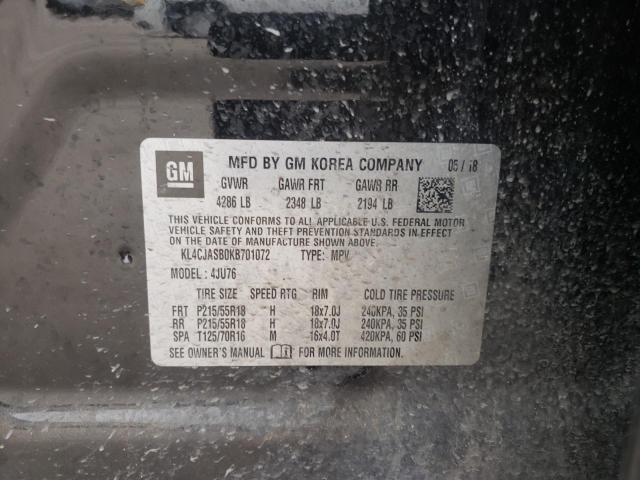 GM MFD BY GM KOREA COMPANY 05/18
GVWR GAWR FRT GAWR RR
4286 LB 2348 LB 2194 LB
THIS VEHICLE CONFORMS TO ALL APPLICABLE U.S. FEDERAL MOTOR
VEHICLE SAFETY AND THEFT PREVENTION STANDARDS IN EFFECT ON
THE DATE OF MANUFACTURE SHOWN ABOVE.
KL4CJASB0KB701072 TYPE: MPV
MODEL : 4JU76
TIRE SIZE SPEED RTG RIM COLD TIRE PRESSURE
FRT P215/55R18 H 18x7.0J 240KPA, 35 PSI
RR P215/55R18 H 18x7.0J 240KPA, 35 PSI
SPA T125/70R16 M 16x4.0T 420KPA, 60 PSI
SEE OWNER'S MANUAL FOR MORE INFORMATION